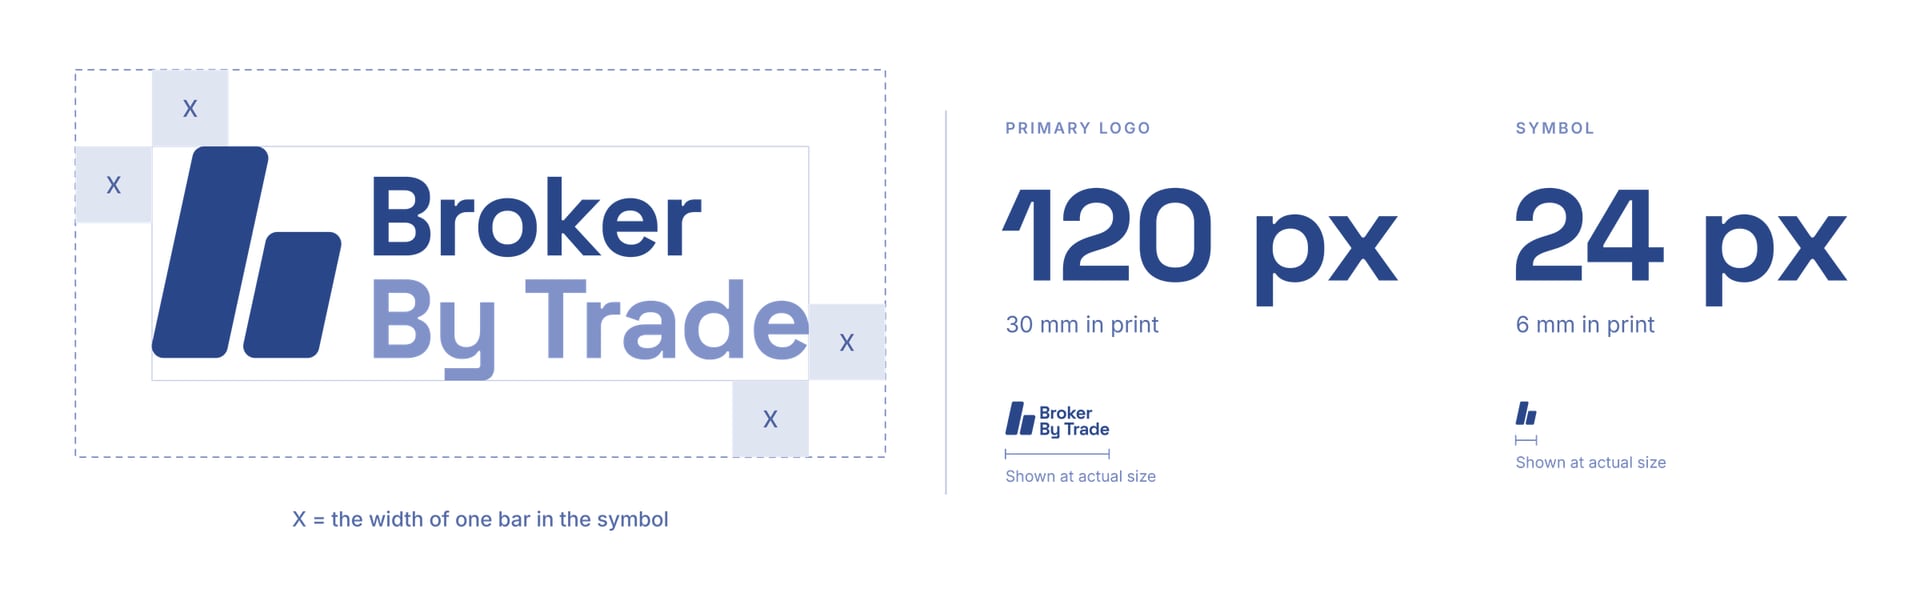 X
X
Broker
By Trade
X
X
X = the width of one bar in the symbol
PRIMARY LOGO
120 px
30 mm in print
Broker
By Trade
Shown at actual size
SYMBOL
24 px
6 mm in print
Shown at actual size